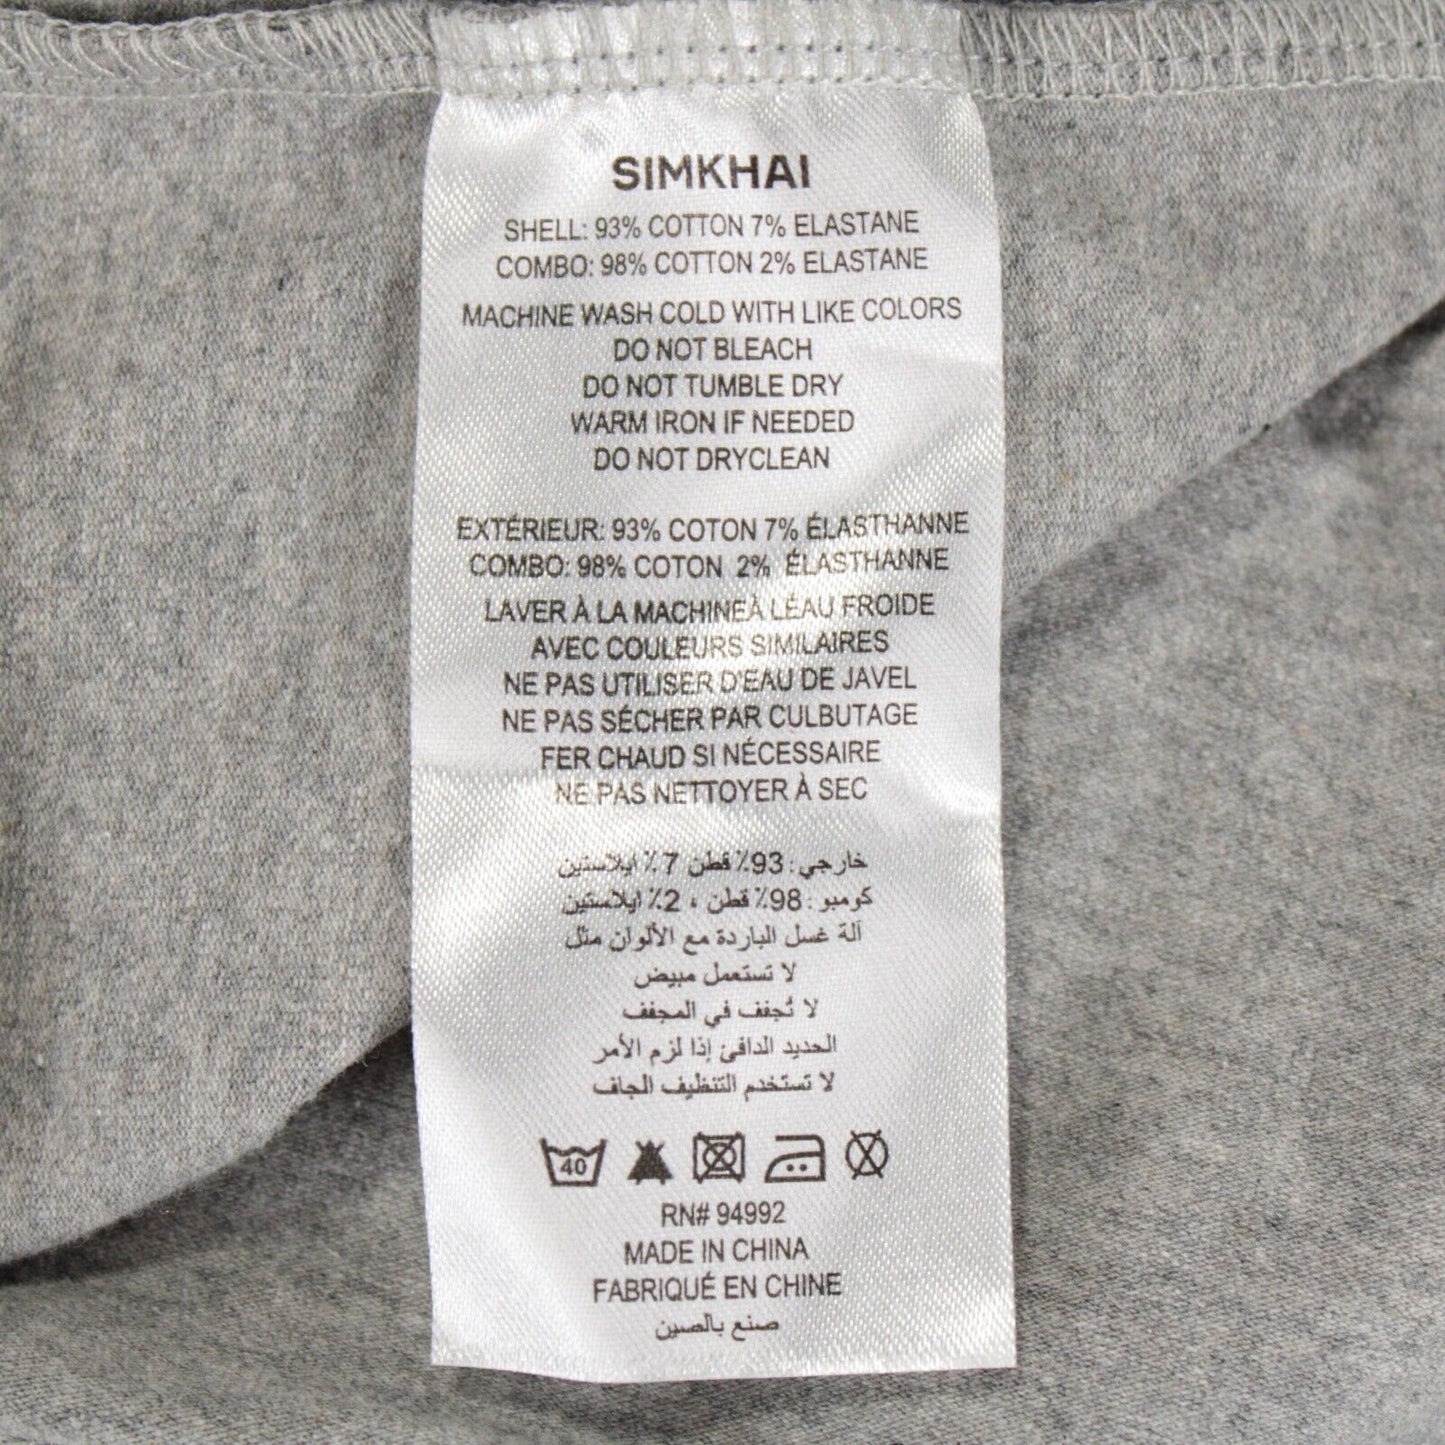 SIMKHAI
SHELL: 93% COTTON 7% ELASTANE
COMBO: 98% COTTON 2% ELASTANE
MACHINE WASH COLD WITH LIKE COLORS
DO NOT BLEACH
DO NOT TUMBLE DRY
WARM IRON IF NEEDED
DO NOT DRYCLEAN
EXTÉRIEUR: 93% COTON 7% ÉLASTHANNE
COMBO: 98% COTON 2% ÉLASTHANNE
LAVER À LA MACHINEÀ LÉAU FROIDE
AVEC COULEURS SIMILAIRES
NE PAS UTILISER D'EAU DE JAVEL
NE PAS SÉCHER PAR CULBUTAGE
FER CHAUD SI NÉCESSAIRE
NE PAS NETTOYER À SEC
خارجي: 93٪ قطن 7٪ ايلاستين
كومبو: 98٪ قطن ، 2٪ ايلاستين
آلة غسل الباردة مع الألوان مثل
لا تستعمل مبيض
لا تُجفف في المجفف
الحديد الدافئ إذا لزم الأمر
لا تستخدم التنظيف الجاف
40
RN# 94992
MADE IN CHINA
FABRIQUÉ EN CHINE
صنع بالصين